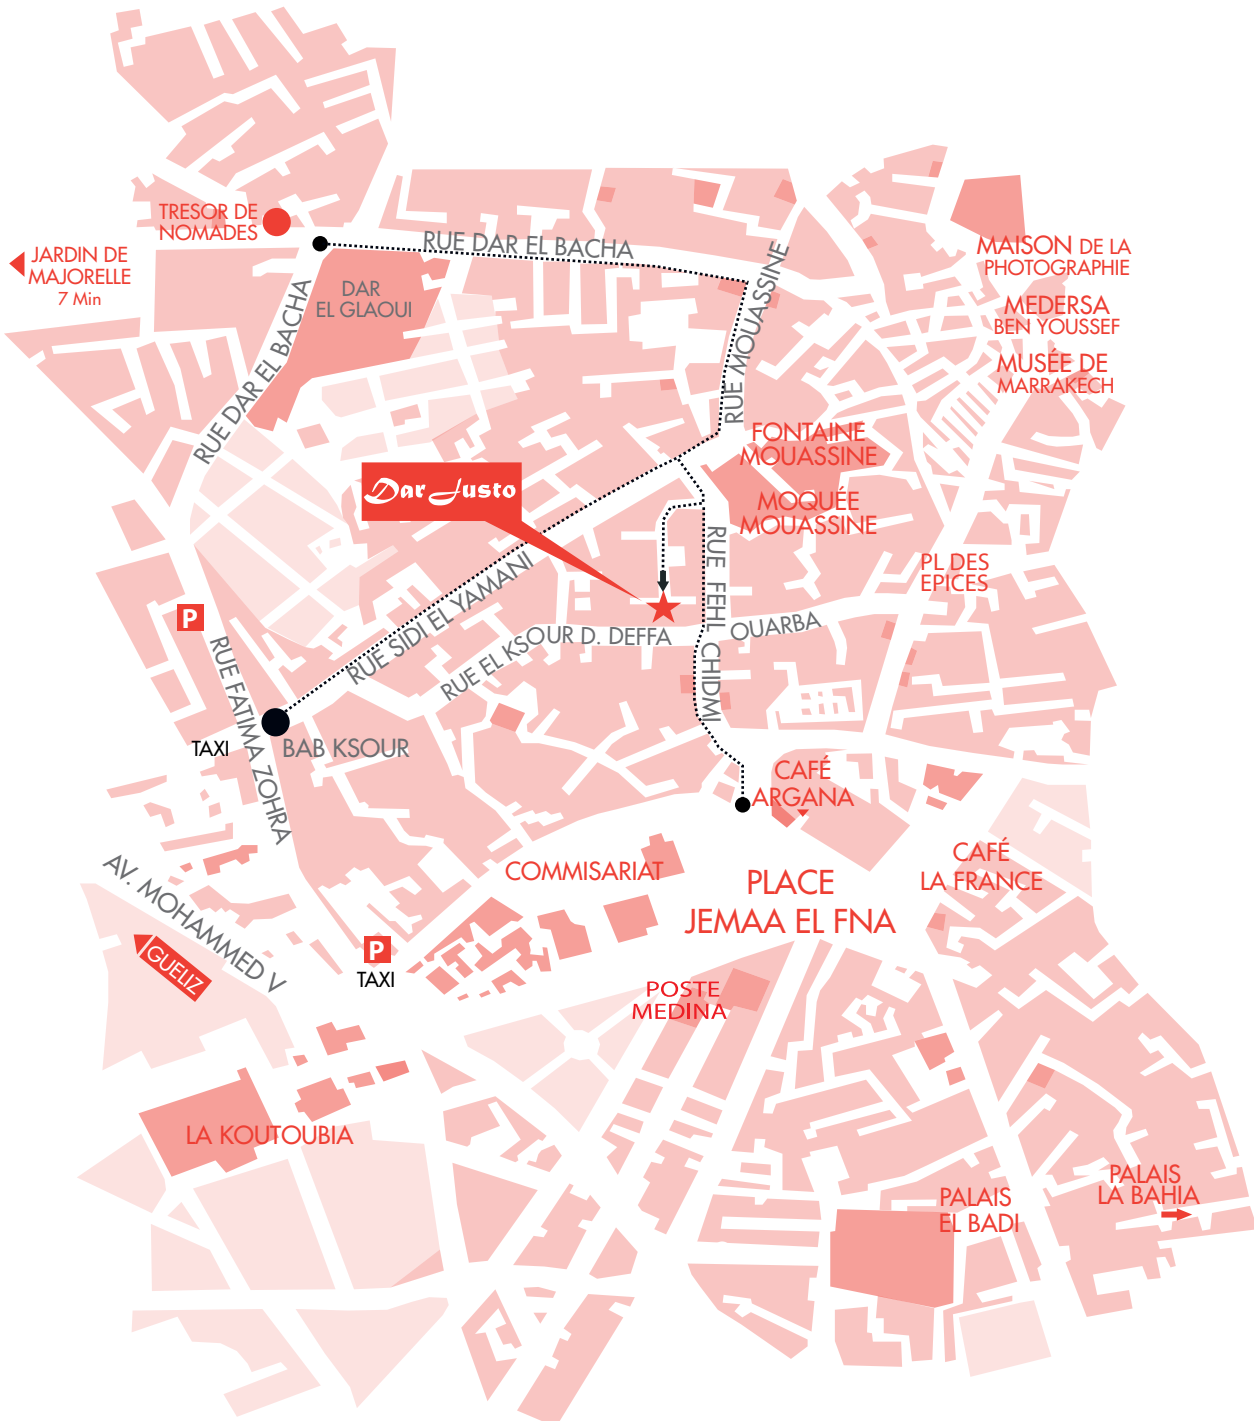 TRESOR DE
NOMADES
JARDIN DE
MAJORELLE
7 Min
RUE DAR EL BACHA
DAR
EL GLAOUI
RUE DAR EL BACHA
RUE MOUASSINE
MAISON DE LA
PHOTOGRAPHIE
MEDERSA
BEN YOUSSEF
MUSÉE DE
MARRAKECH
FONTAINE
MOUASSINE
Dar Justo
MOQUÉE
MOUASSINE
PL DES
EPICES
RUE FEHL CHIDMI
RUE SIDI EL YAMANI
RUE EL KSOUR D. DEFFA
OUARBA
P
RUE FATIMA ZOHRA
TAXI
BAB KSOUR
CAFÉ
ARGANA
COMMISARIAT
CAFÉ
LA FRANCE
PLACE
JEMAA EL FNA
AV. MOHAMMED V
GUELIZ
P
TAXI
POSTE
MEDINA
LA KOUTOUBIA
PALAIS
EL BADI
PALAIS
LA BAHIA